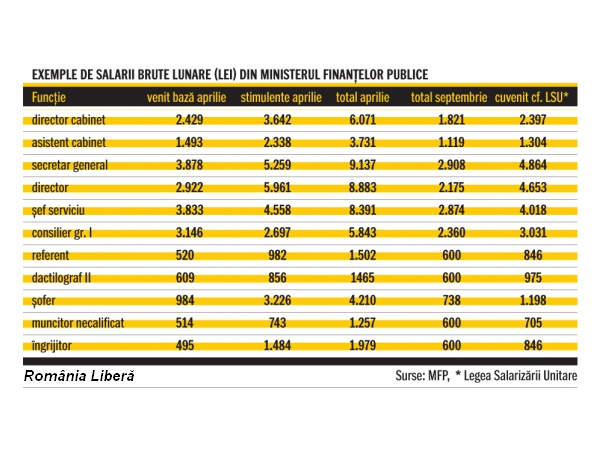 EXEMPLE DE SALARII BRUTE LUNARE (LEI) DIN MINISTERUL FINANȚELOR PUBLICE
Funcție venit bază aprilie stimulente aprilie total aprilie total septembrie cuvenit cf. LSU*
director cabinet 2.429 3.642 6.071 1.821 2.397
asistent cabinet 1.493 2.338 3.731 1.119 1.304
secretar general 3.878 5.259 9.137 2.908 4.864
director 2.922 5.961 8.883 2.175 4.653
șef serviciu 3.833 4.558 8.391 2.874 4.018
consilier gr. I 3.146 2.697 5.843 2.360 3.031
referent 520 982 1.502 600 846
dactilograf II 609 856 1465 600 975
șofer 984 3.226 4.210 738 1.198
muncitor necalificat 514 743 1.257 600 705
îngrijitor 495 1.484 1.979 600 846
România Liberă Surse: MFP, * Legea Salarizării Unitare